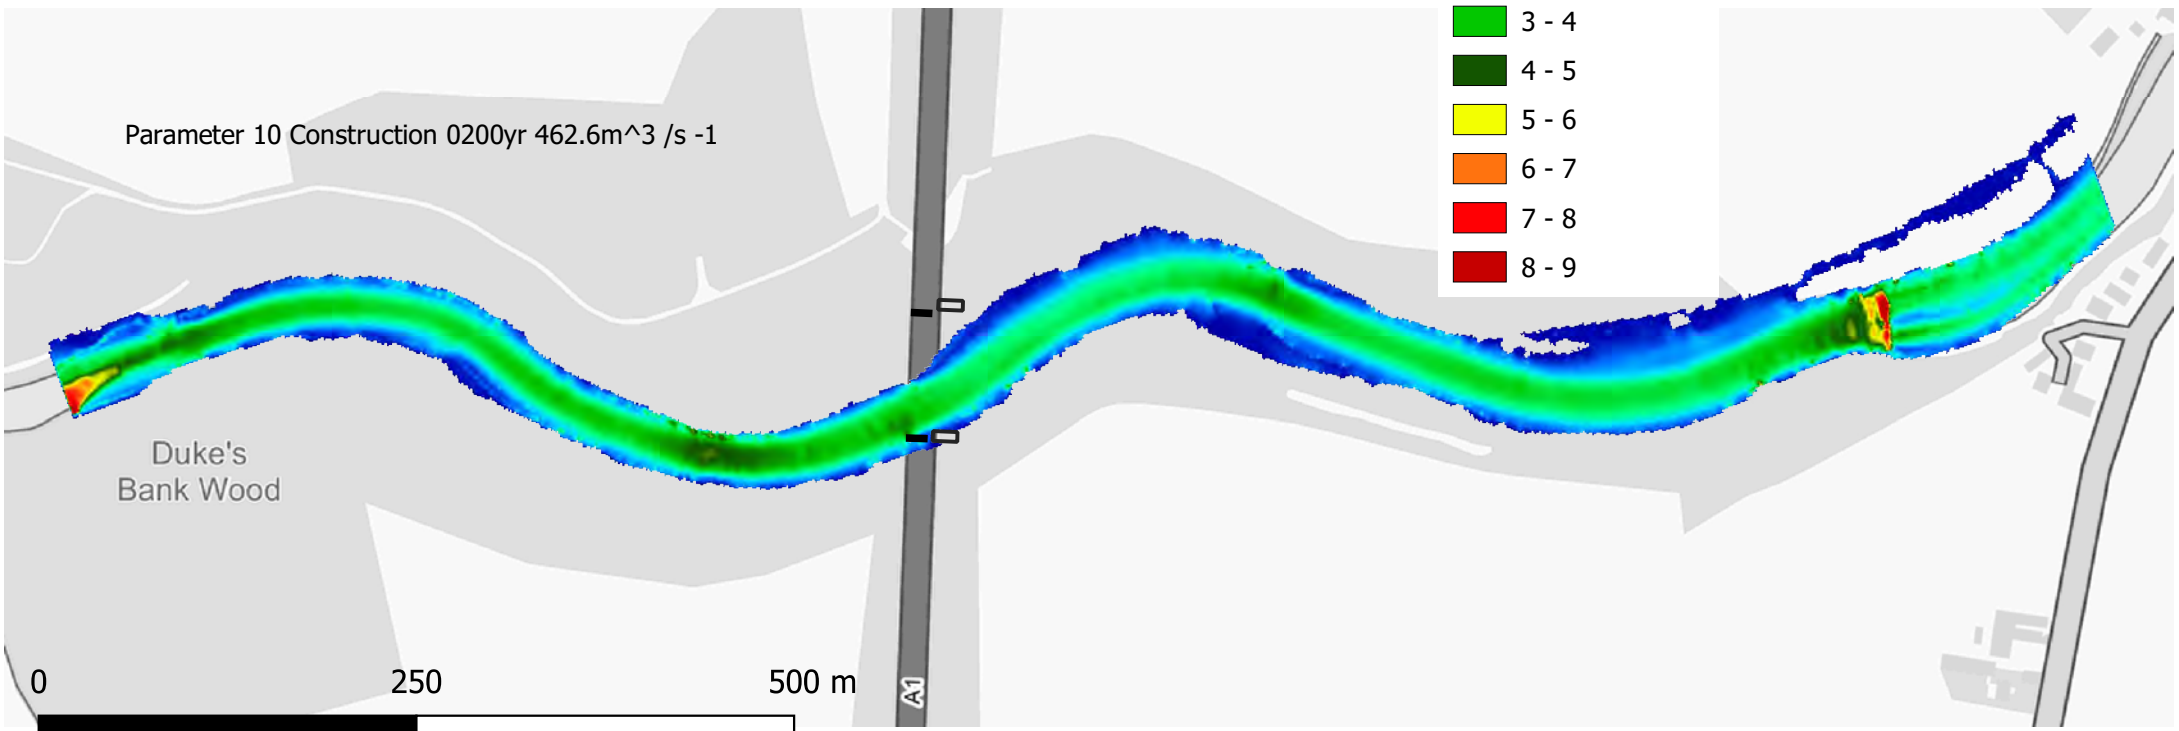 3 - 4
4 - 5
5 - 6
6 - 7
7 - 8
8 - 9
Parameter 10 Construction 0200yr 462.6m^3 /s -1
Duke's
Bank Wood
0 250 500 m
A1